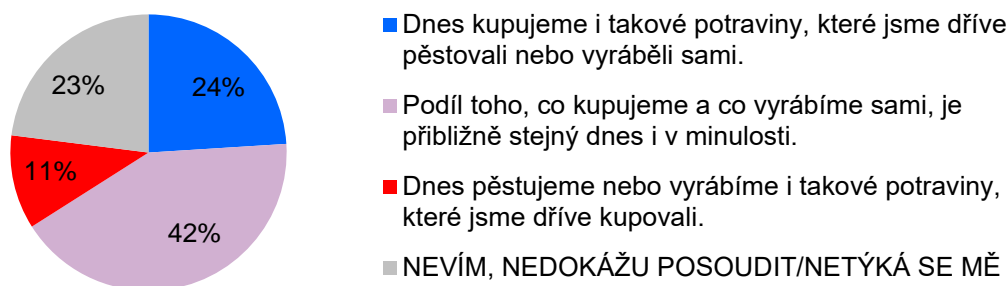 24%
42%
11%
23%
Dnes kupujeme i takové potraviny, které jsme dříve
pěstovali nebo vyráběli sami.
Podíl toho, co kupujeme a co vyrábíme sami, je
přibližně stejný dnes i v minulosti.
Dnes pěstujeme nebo vyrábíme i takové potraviny,
které jsme dříve kupovali.
NEVÍM, NEDOKÁŽU POSOUDIT/NETÝKÁ SE MĚ